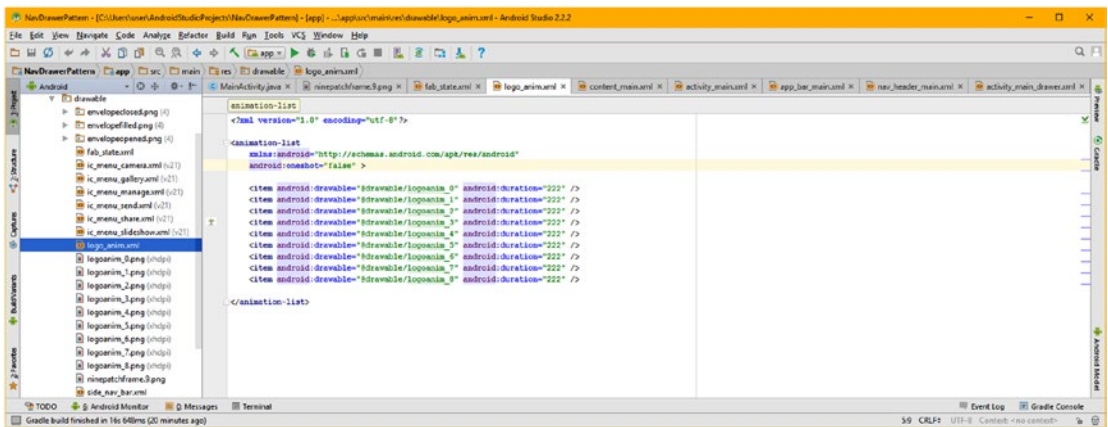 NavDrawerPattern - [C:\Users\user\AndroidStudioProjects\NavDrawerPattern] - [app] - ...\app\src\main\res\drawable\logo_anim.xml - Android Studio 2.2.2
File Edit View Navigate Code Analyze Refactor Build Run Tools VCS Window Help
app
NavDrawerPattern app src main res drawable logo_anim.xml
Android
MainActivity.java ninepatchframe.9.png fab_state.xml logo_anim.xml content_main.xml activity_main.xml app_bar_main.xml nav_header_main.xml activity_main_drawer.xml
1: Project
Z: Structure
Captures
Build Variants
2: Favorites
drawable
envelopeclosed.png (4)
envelopefilled.png (4)
envelopeopened.png (4)
fab_state.xml
ic_menu_camera.xml (v21)
ic_menu_gallery.xml (v21)
ic_menu_manage.xml (v21)
ic_menu_send.xml (v21)
ic_menu_share.xml (v21)
ic_menu_slideshow.xml (v21)
logo_anim.xml
logoanim_0.png (xhdpi)
logoanim_1.png (xhdpi)
logoanim_2.png (xhdpi)
logoanim_3.png (xhdpi)
logoanim_4.png (xhdpi)
logoanim_5.png (xhdpi)
logoanim_6.png (xhdpi)
logoanim_7.png (xhdpi)
logoanim_8.png (xhdpi)
ninepatchframe.9.png
side_nav_bar.xml
animation-list
<?xml version="1.0" encoding="utf-8"?>
<animation-list
xmlns:android="http://schemas.android.com/apk/res/android"
android:oneshot="false" >
<item android:drawable="@drawable/logoanim_0" android:duration="222" />
<item android:drawable="@drawable/logoanim_1" android:duration="222" />
<item android:drawable="@drawable/logoanim_2" android:duration="222" />
<item android:drawable="@drawable/logoanim_3" android:duration="222" />
<item android:drawable="@drawable/logoanim_4" android:duration="222" />
<item android:drawable="@drawable/logoanim_5" android:duration="222" />
<item android:drawable="@drawable/logoanim_6" android:duration="222" />
<item android:drawable="@drawable/logoanim_7" android:duration="222" />
<item android:drawable="@drawable/logoanim_8" android:duration="222" />
</animation-list>
Preview
Gradle
Android Model
TODO 6: Android Monitor 0: Messages Terminal Event Log Gradle Console
Gradle build finished in 16s 648ms (20 minutes ago) 5:9 CRLF÷ UTF-8 Context: <no context>